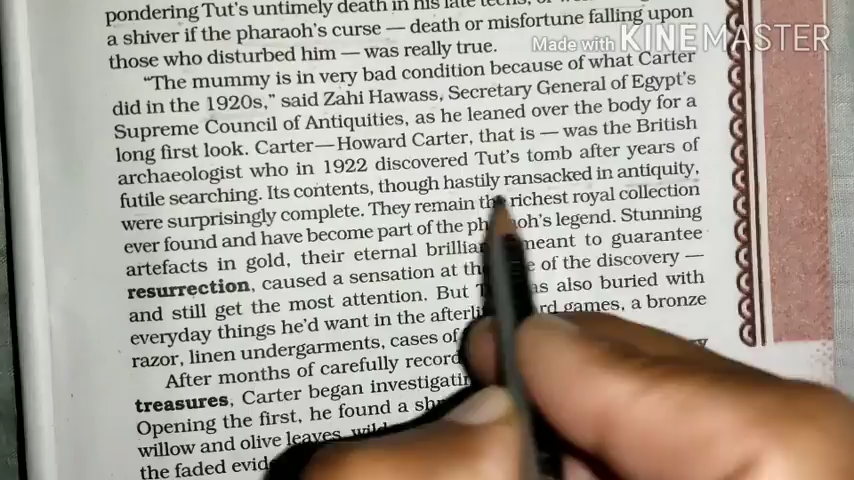 pondering Tut's untimely death in his late teens, or
a shiver if the pharaoh's curse — death or misfortune falling upon
those who disturbed him — was really true.
Made with KINEMASTER
"The mummy is in very bad condition because of what Carter
did in the 1920s," said Zahi Hawass, Secretary General of Egypt's
Supreme Council of Antiquities, as he leaned over the body for a
long first look. Carter—Howard Carter, that is — was the British
archaeologist who in 1922 discovered Tut's tomb after years of
futile searching. Its contents, though hastily ransacked in antiquity,
were surprisingly complete. They remain the richest royal collection
ever found and have become part of the pharaoh's legend. Stunning
artefacts in gold, their eternal brilliance meant to guarantee
resurrection, caused a sensation at the of the discovery —
and still get the most attention. But was also buried with
everyday things he'd want in the afterlife games, a bronze
razor, linen undergarments, cases of
After months of carefully
treasures, Carter began investigating
Opening the first, he found a
willow and olive leaves,
the faded